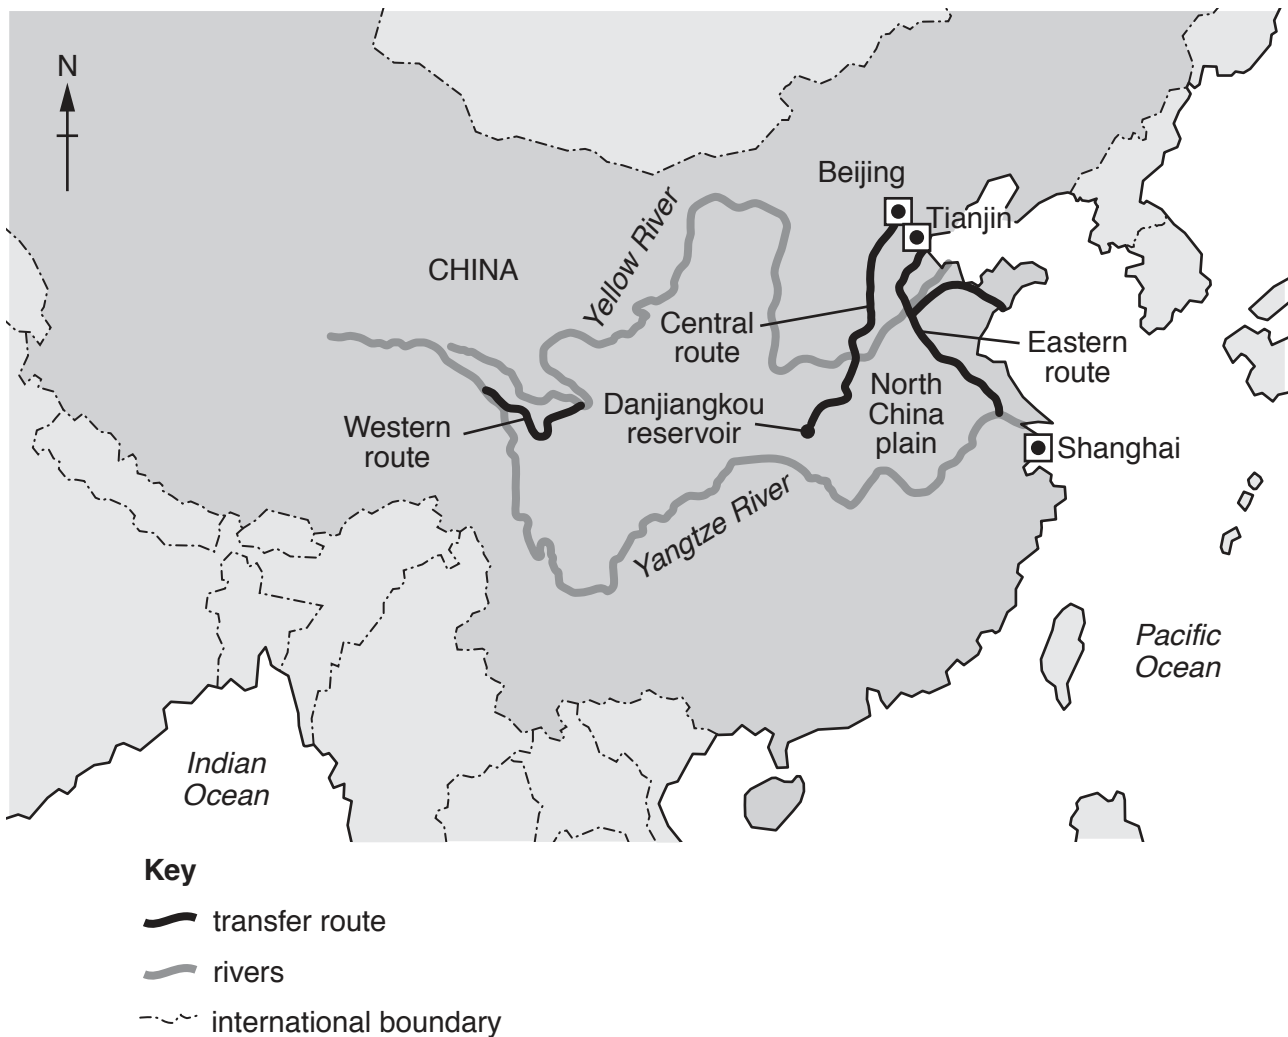 N
Beijing
Tianjin
Yellow River
CHINA
Central
route
Eastern
route
North
China
plain
Danjiangkou
reservoir
Western
route
Shanghai
Yangtze River
Pacific
Ocean
Indian
Ocean
Key
transfer route
rivers
international boundary